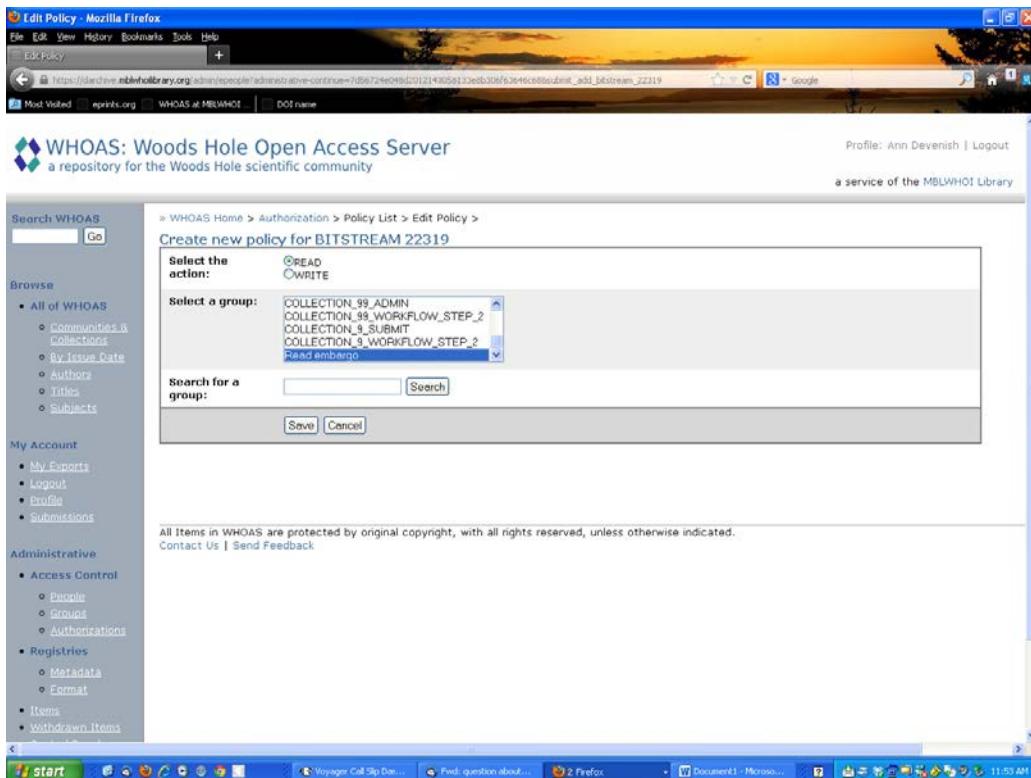 Edit Policy - Mozilla Firefox
File Edit View History Bookmarks Tools Help
Edit Policy
Google
Most Visited eprints.org WHOAS at MBLWHOI ... DOI name
WHOAS: Woods Hole Open Access Server
a repository for the Woods Hole scientific community
Profile: Ann Devenish | Logout
a service of the MBLWHOI Library
Search WHOAS
Go
Browse
All of WHOAS
Communities & Collections
By Issue Date
Authors
Titles
Subjects
My Account
My Exports
Logout
Profile
Submissions
Administrative
Access Control
People
Groups
Authorizations
Registries
Metadata
Format
Items
Withdrawn Items
» WHOAS Home > Authorization > Policy List > Edit Policy >
Create new policy for BITSTREAM 22319
Select the action:
READ
WRITE
Select a group:
COLLECTION_99_ADMIN
COLLECTION_99_WORKFLOW_STEP_2
COLLECTION_9_SUBMIT
COLLECTION_9_WORKFLOW_STEP_2
Read embargo
Search for a group:
Search
Save Cancel
All Items in WHOAS are protected by original copyright, with all rights reserved, unless otherwise indicated.
Contact Us | Send Feedback
start Voyager Call Slip Dae... Fwd: question about... 2 Firefox Document1 - Microso... 11:53 AM